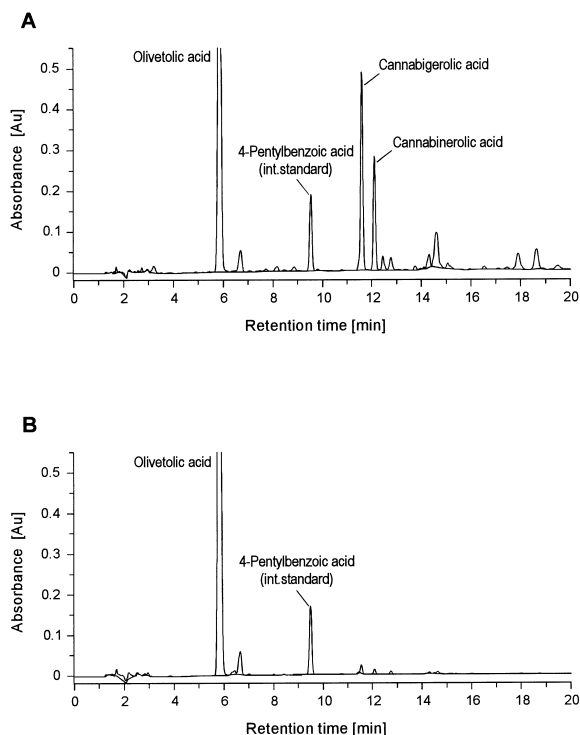 A
Olivetolic acid
Cannabigerolic acid
4-Pentylbenzoic acid
(int.standard)
Cannabinerolic acid
Absorbance [Au]
0.5
0.4
0.3
0.2
0.1
0
0 2 4 6 8 10 12 14 16 18 20
Retention time [min]
B
Olivetolic acid
4-Pentylbenzoic acid
(int.standard)
Absorbance [Au]
0.5
0.4
0.3
0.2
0.1
0
0 2 4 6 8 10 12 14 16 18 20
Retention time [min]